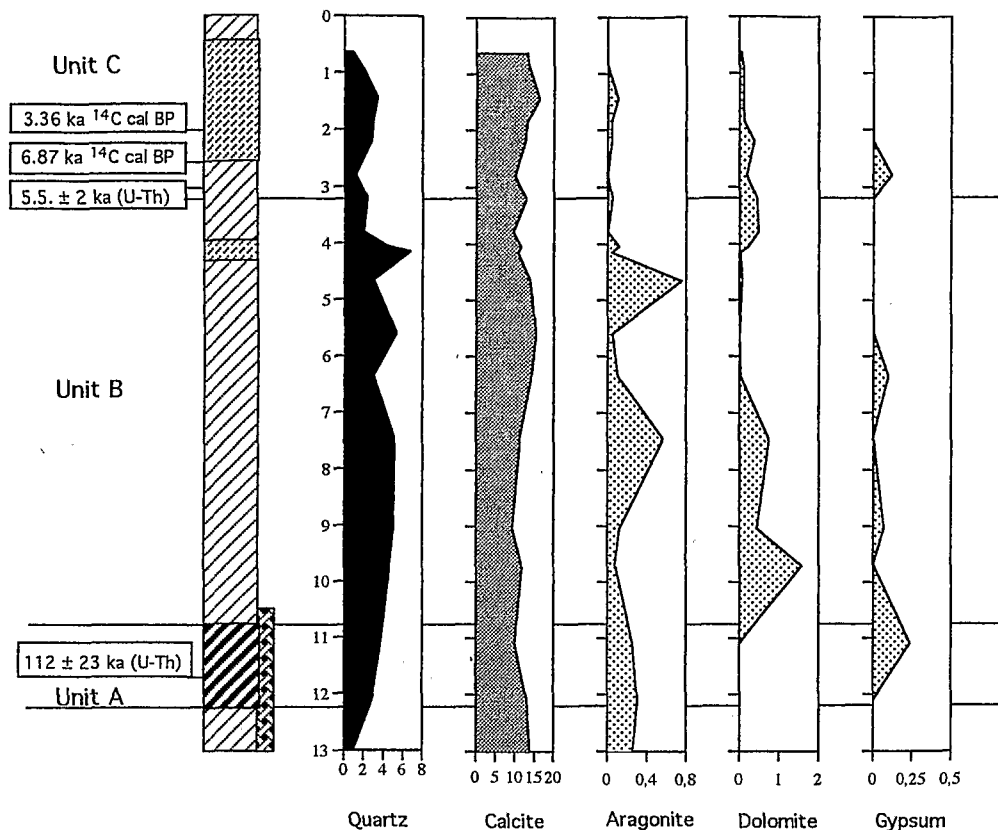 Unit C
3.36 ka ¹⁴C cal BP
6.87 ka ¹⁴C cal BP
5.5. ± 2 ka (U-Th)
Unit B
112 ± 23 ka (U-Th)
Unit A
0
1
2
3
4
5
6
7
8
9
10
11
12
13
0 2 4 6 8
0 5 10 15 20
0 0,4 0,8
0 1 2
0 0,25 0,5
Quartz Calcite Aragonite Dolomite Gypsum